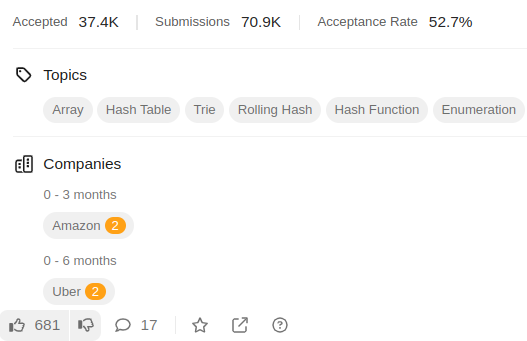 Accepted 37.4K Submissions 70.9K Acceptance Rate 52.7%
Topics
Array Hash Table Trie Rolling Hash Hash Function Enumeration
Companies
0 - 3 months
Amazon 2
0 - 6 months
Uber 2
681 17